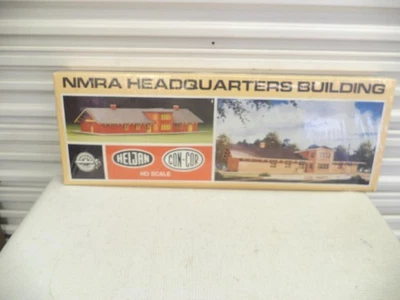 NMRA HEADQUARTERS BUILDING
HELJAN CON-COR
HO SCALE